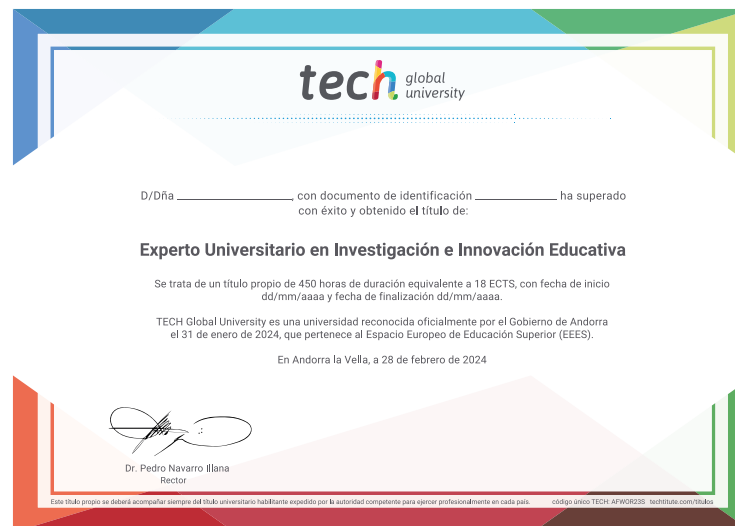 tech global university
D/Dña ____________, con documento de identificación ____________ ha superado
con éxito y obtenido el título de:
Experto Universitario en Investigación e Innovación Educativa
Se trata de un título propio de 450 horas de duración equivalente a 18 ECTS, con fecha de inicio
dd/mm/aaaa y fecha de finalización dd/mm/aaaa.
TECH Global University es una universidad reconocida oficialmente por el Gobierno de Andorra
el 31 de enero de 2024, que pertenece al Espacio Europeo de Educación Superior (EEES).
En Andorra la Vella, a 28 de febrero de 2024
Dr. Pedro Navarro Illana
Rector
Este título propio se deberá acompañar siempre del título universitario habilitante expedido por la autoridad competente para ejercer profesionalmente en cada país. código único TECH: AFWOR23S techtitute.com/titulos